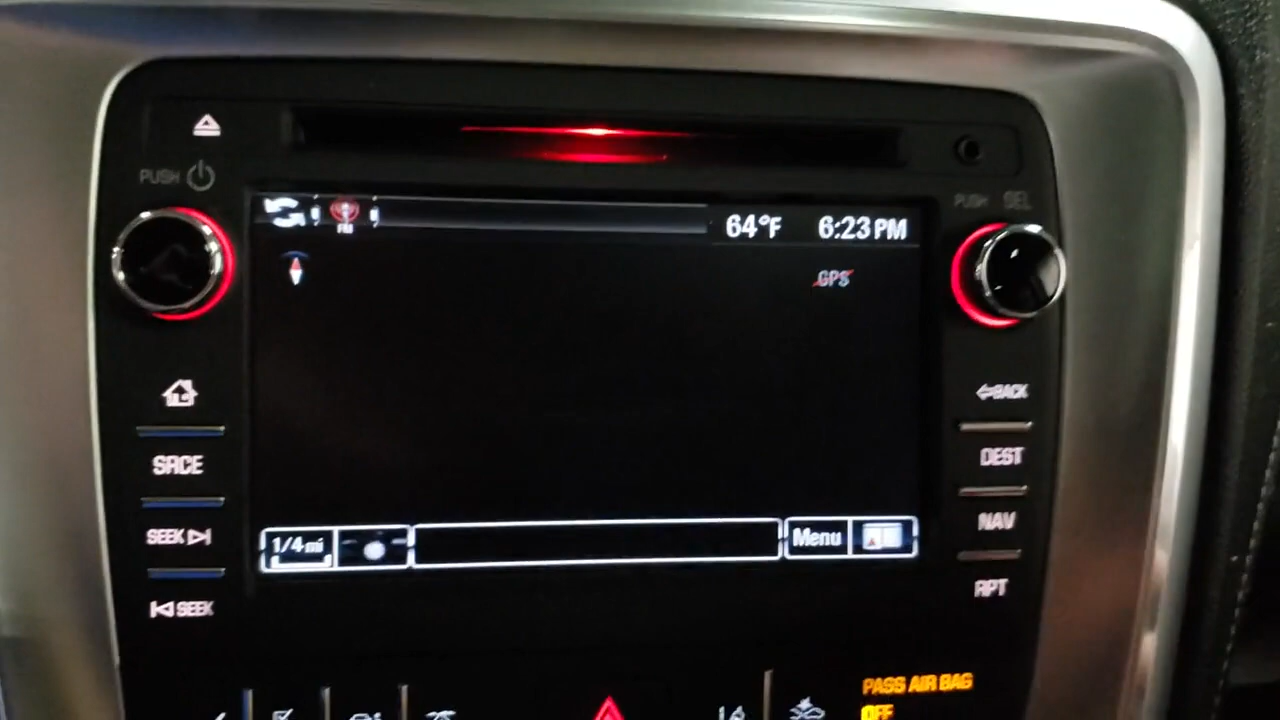 PUSH
PUSH SEL
FM
64°F 6:23 PM
GPS
BACK
SRCE
DEST
SEEK
NAV
1/4 mi
Menu
SEEK
RPT
PASS AIR BAG
OFF